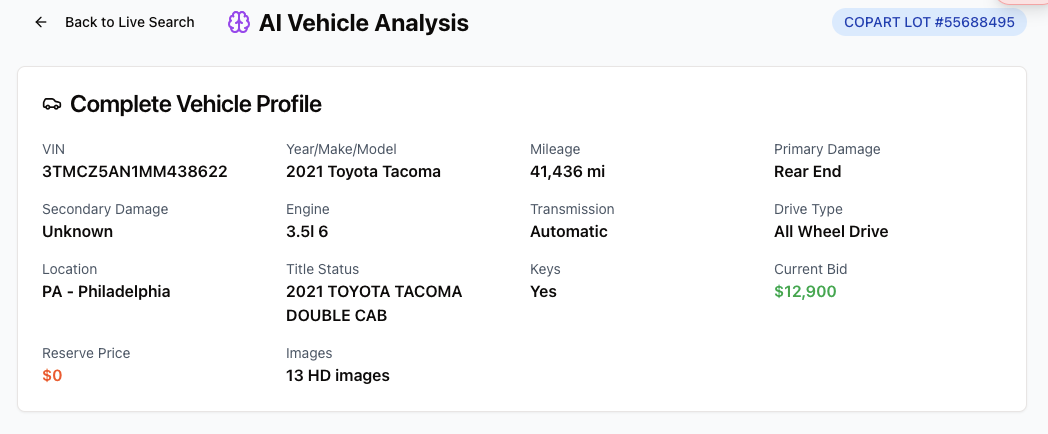 Back to Live Search
AI Vehicle Analysis
COPART LOT #55688495
Complete Vehicle Profile
VIN
3TMCZ5AN1MM438622
Year/Make/Model
2021 Toyota Tacoma
Mileage
41,436 mi
Primary Damage
Rear End
Secondary Damage
Unknown
Engine
3.5l 6
Transmission
Automatic
Drive Type
All Wheel Drive
Location
PA - Philadelphia
Title Status
2021 TOYOTA TACOMA
DOUBLE CAB
Keys
Yes
Current Bid
$12,900
Reserve Price
$0
Images
13 HD images